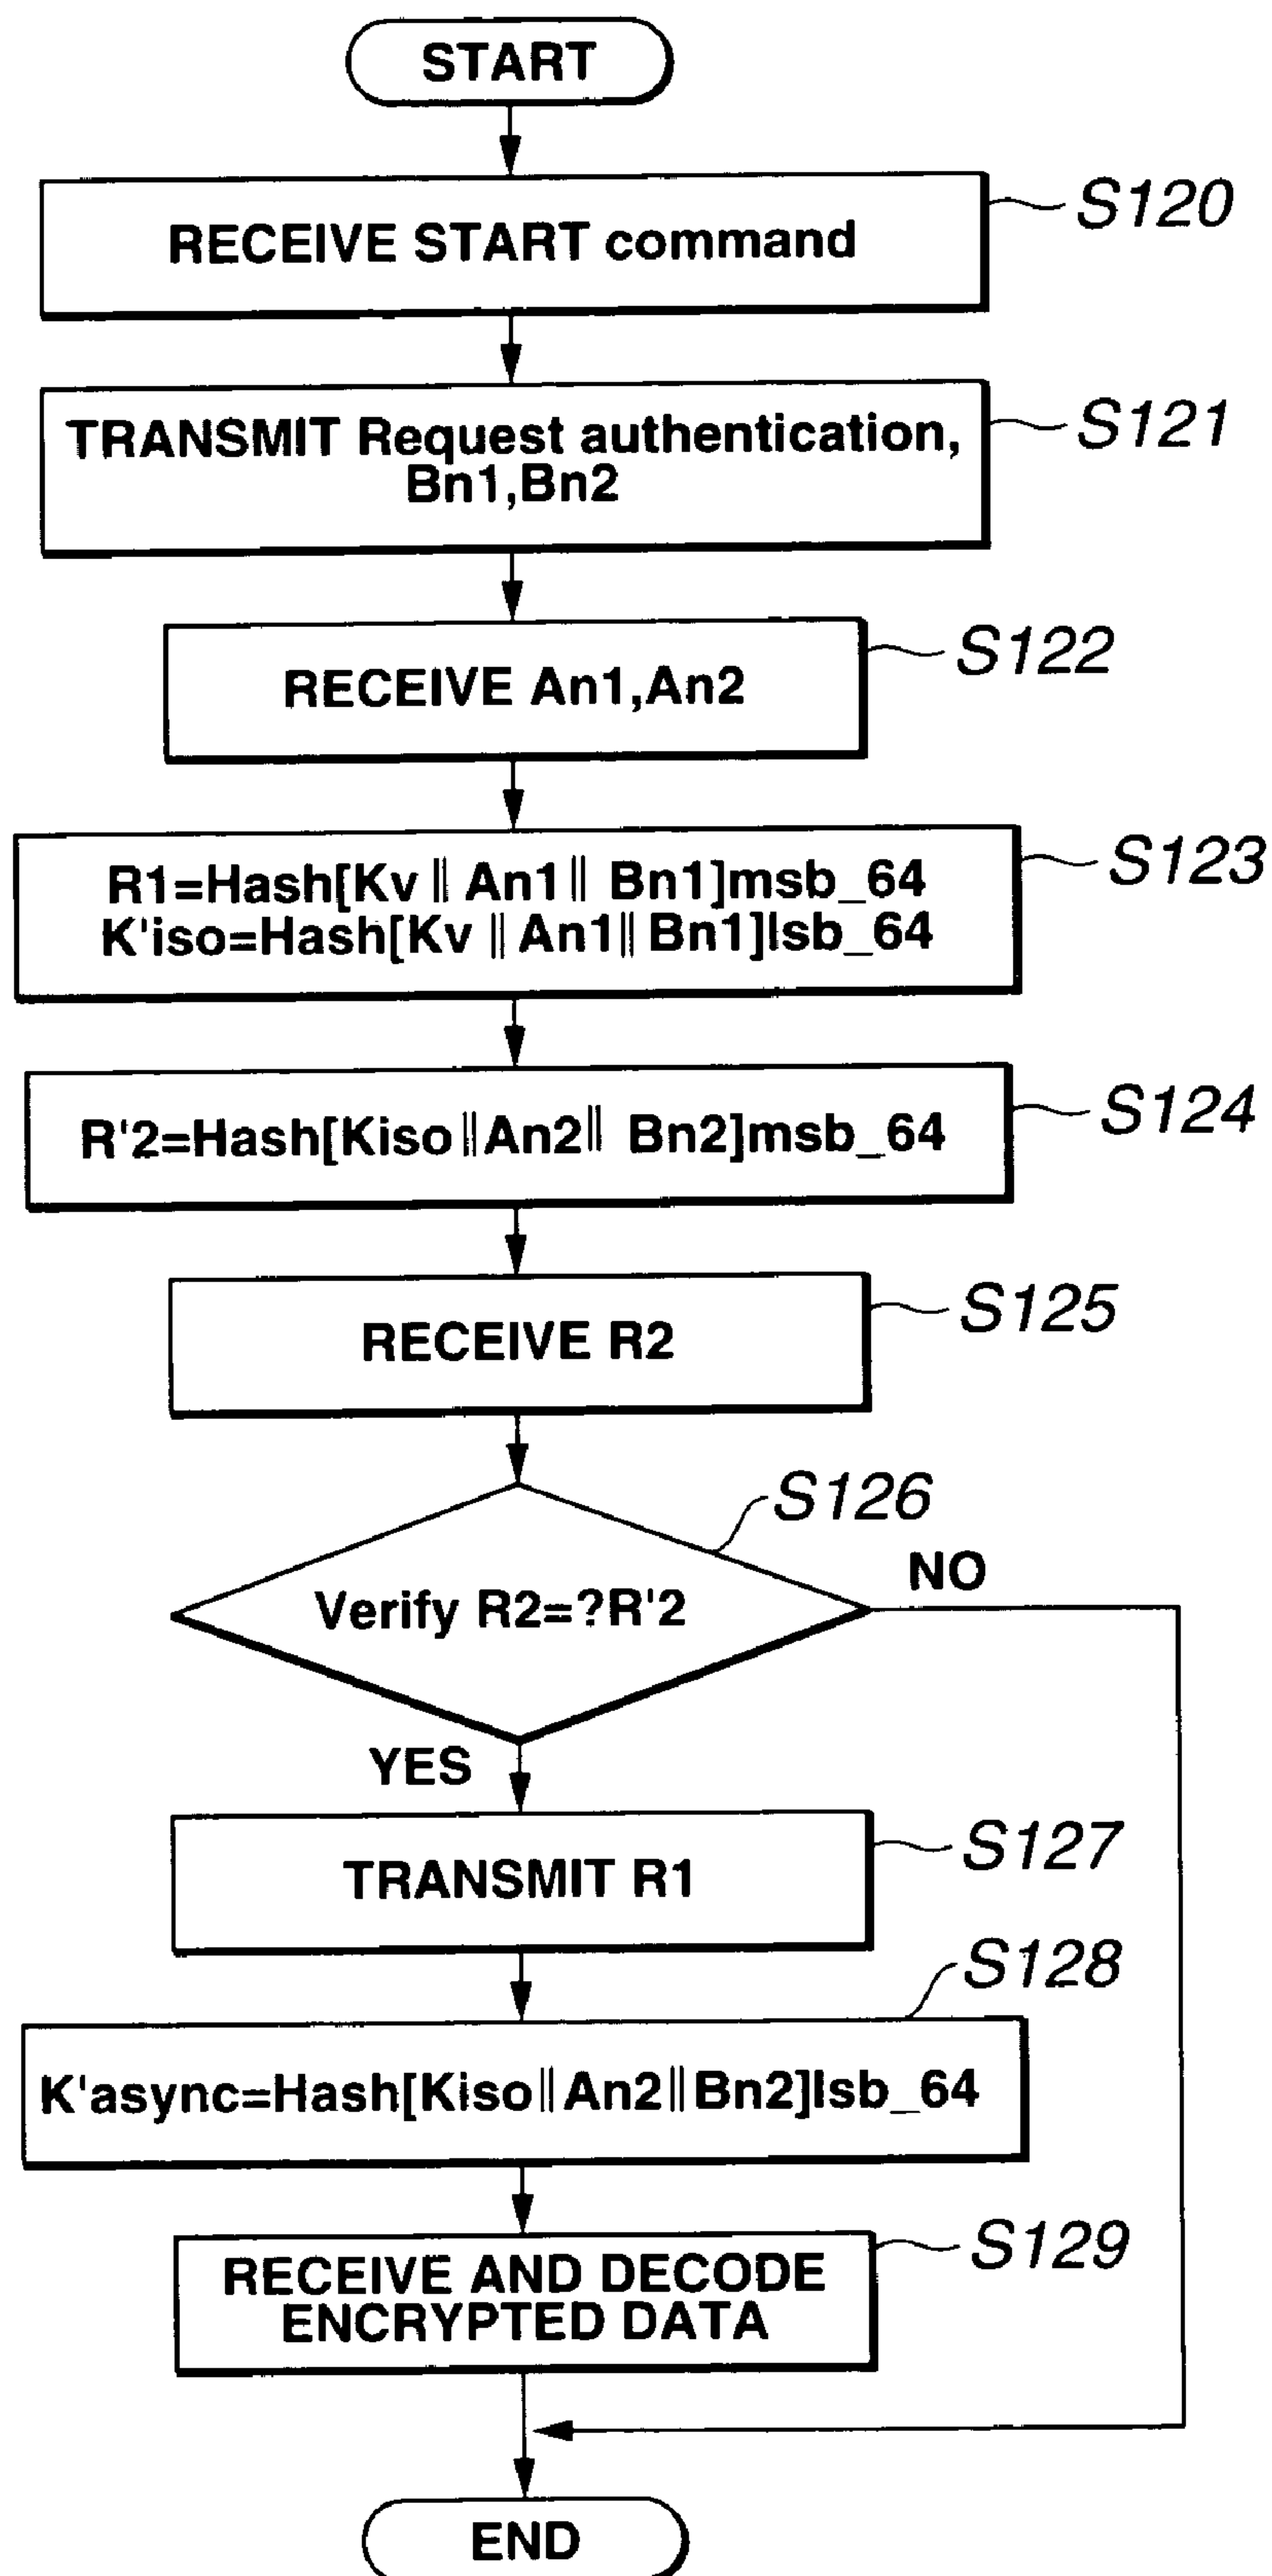 START
RECEIVE START command
S120
TRANSMIT Request authentication,
Bn1,Bn2
S121
RECEIVE An1,An2
S122
R1=Hash[Kv || An1 || Bn1]msb_64
K'iso=Hash[Kv || An1 || Bn1]lsb_64
S123
R'2=Hash[Kiso || An2 || Bn2]msb_64
S124
RECEIVE R2
S125
Verify R2=?R'2
S126
NO
YES
TRANSMIT R1
S127
K'async=Hash[Kiso || An2 || Bn2]lsb_64
S128
RECEIVE AND DECODE
ENCRYPTED DATA
S129
END